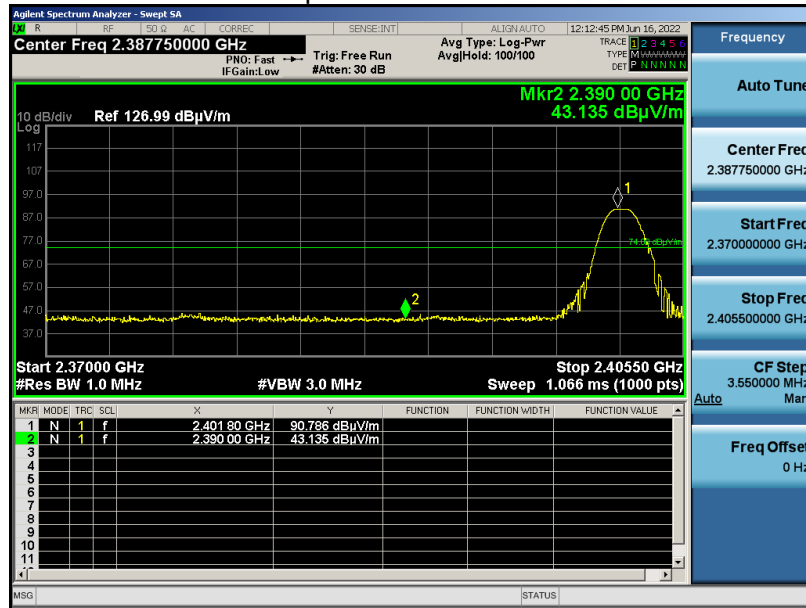 Agilent Spectrum Analyzer - Swept SA
LXI R RF 50 Ω AC CORREC SENSE:INT ALIGNAUTO 12:12:45 PM Jun 16, 2022
Center Freq 2.387750000 GHz
PNO: Fast
IFGain:Low
Trig: Free Run
#Atten: 30 dB
Avg Type: Log-Pwr
Avg|Hold: 100/100
TRACE 1 2 3 4 5 6
TYPE M WWWWW
DET P N N N N N
Mkr2 2.390 00 GHz
43.135 dBµV/m
10 dB/div Ref 126.99 dBµV/m
Log
117
107
97.0
1
87.0
77.0
67.0
57.0
2
47.0
37.0
Start 2.37000 GHz Stop 2.40550 GHz
#Res BW 1.0 MHz #VBW 3.0 MHz Sweep 1.066 ms (1000 pts)
MKR MODE TRC SCL X Y FUNCTION FUNCTION WIDTH FUNCTION VALUE
1 N 1 f 2.401 80 GHz 90.786 dBµV/m
2 N 1 f 2.390 00 GHz 43.135 dBµV/m
3
4
5
6
7
8
9
10
11
MSG STATUS
Frequency
Auto Tune
Center Freq
2.387750000 GHz
Start Freq
2.370000000 GHz
Stop Freq
2.405500000 GHz
CF Step
3.550000 MHz
Auto Man
Freq Offset
0 Hz